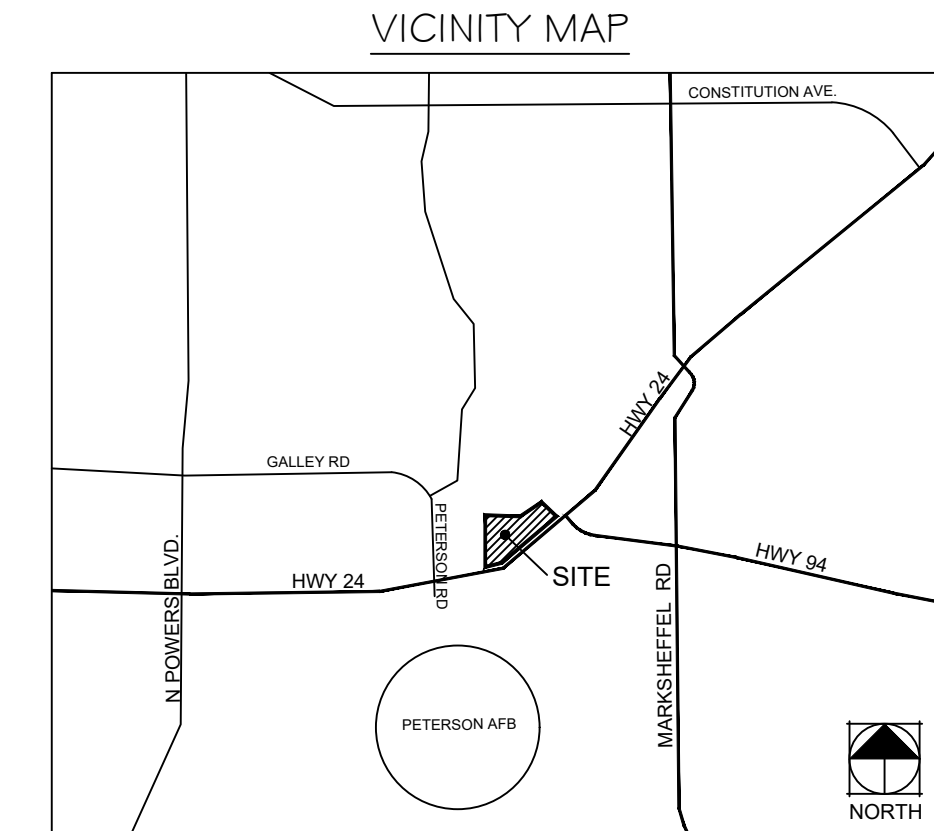 VICINITY MAP
CONSTITUTION AVE.
HWY 24
GALLEY RD
PETERSON RD
N POWERS BLVD.
HWY 24
SITE
HWY 94
MARKSHEFFEL RD
PETERSON AFB
NORTH